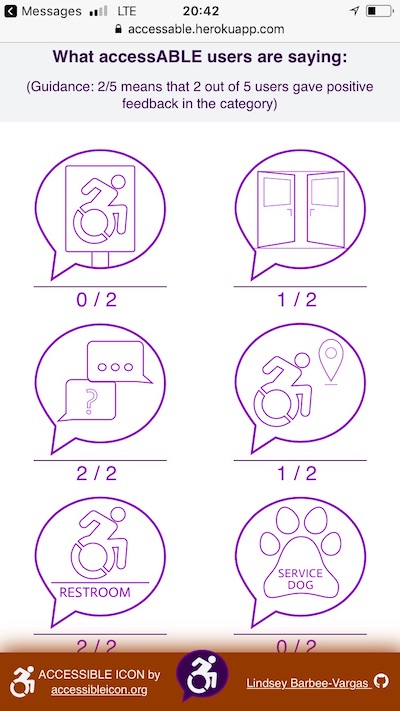 Messages LTE 20:42
accessable.herokuapp.com
What accessABLE users are saying:
(Guidance: 2/5 means that 2 out of 5 users gave positive
feedback in the category)
0 / 2
1 / 2
...
?
2 / 2
1 / 2
RESTROOM
SERVICE
DOG
2 / 2
0 / 2
ACCESSIBLE ICON by
accessibleicon.org
Lindsey Barbee-Vargas